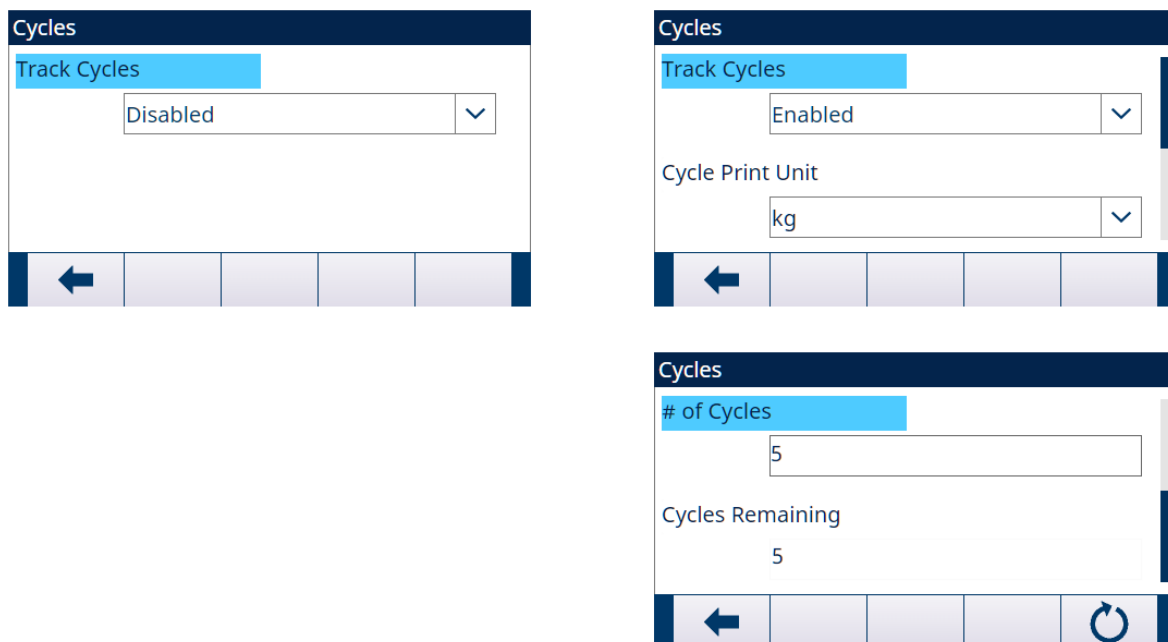 Cycles
Track Cycles
Disabled
Cycles
Track Cycles
Enabled
Cycle Print Unit
kg
Cycles
# of Cycles
5
Cycles Remaining
5